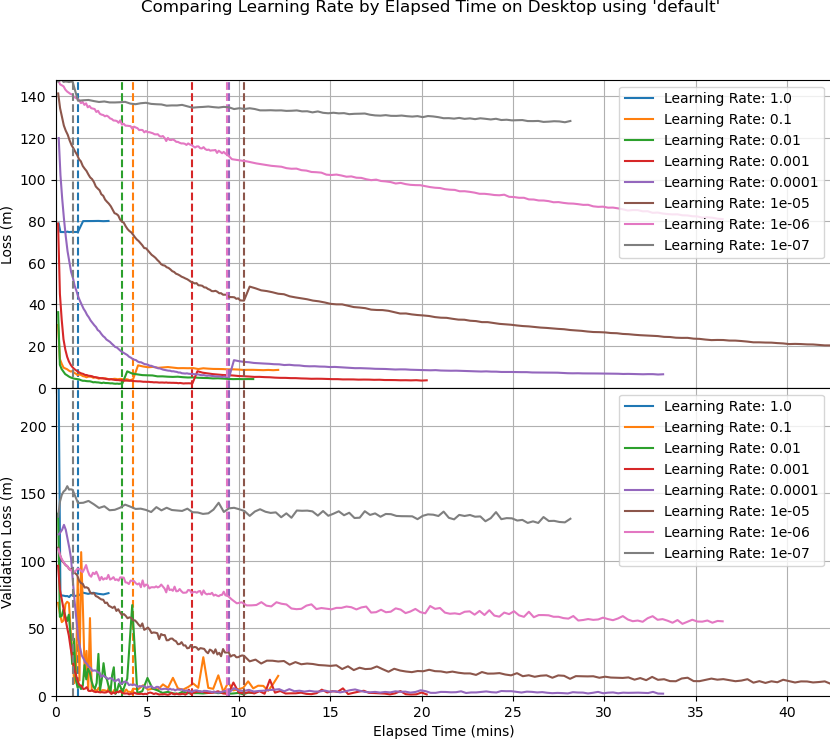 Comparing Learning Rate by Elapsed Time on Desktop using 'default'
Loss (m)
140
120
100
80
60
40
20
0
Learning Rate: 1.0
Learning Rate: 0.1
Learning Rate: 0.01
Learning Rate: 0.001
Learning Rate: 0.0001
Learning Rate: 1e-05
Learning Rate: 1e-06
Learning Rate: 1e-07
Validation Loss (m)
200
150
100
50
0
Learning Rate: 1.0
Learning Rate: 0.1
Learning Rate: 0.01
Learning Rate: 0.001
Learning Rate: 0.0001
Learning Rate: 1e-05
Learning Rate: 1e-06
Learning Rate: 1e-07
0 5 10 15 20 25 30 35 40
Elapsed Time (mins)